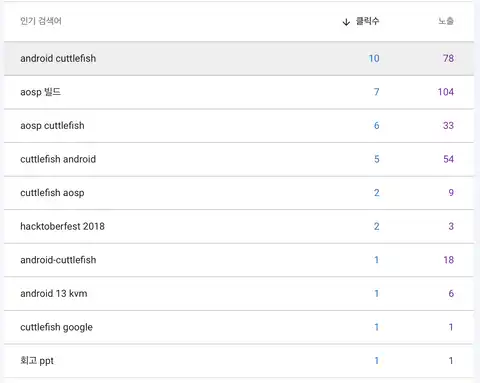 인기 검색어 ↓ 클릭수 노출
android cuttlefish 10 78
aosp 빌드 7 104
aosp cuttlefish 6 33
cuttlefish android 5 54
cuttlefish aosp 2 9
hacktoberfest 2018 2 3
android-cuttlefish 1 18
android 13 kvm 1 6
cuttlefish google 1 1
회고 ppt 1 1